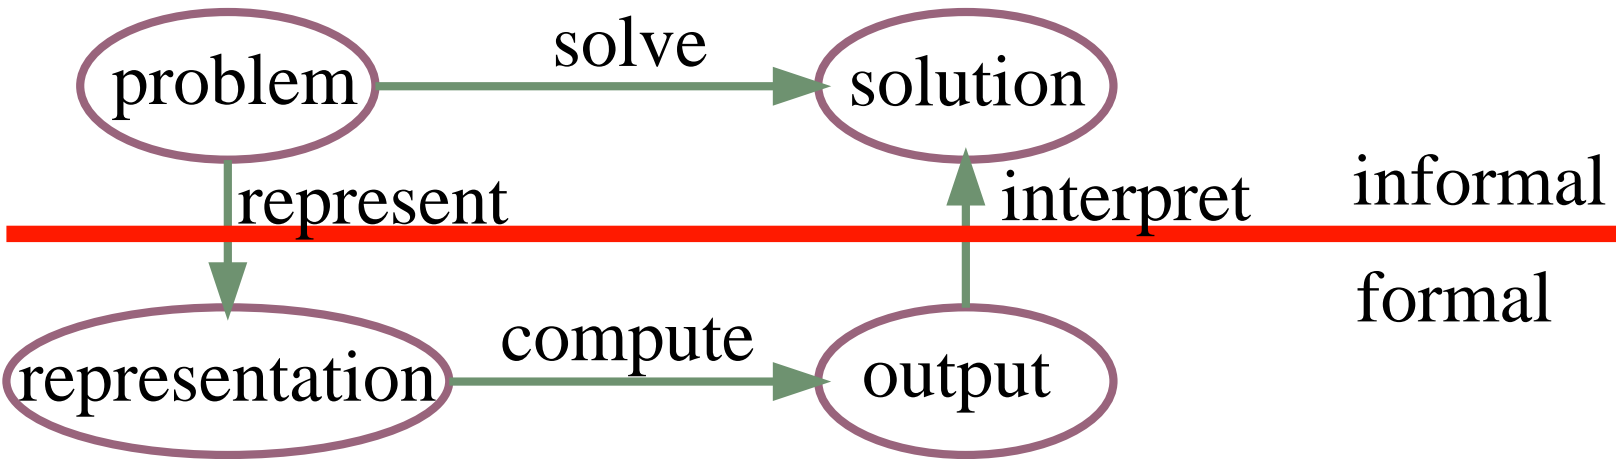 problem
solve
solution
represent
interpret
informal
formal
representation
compute
output